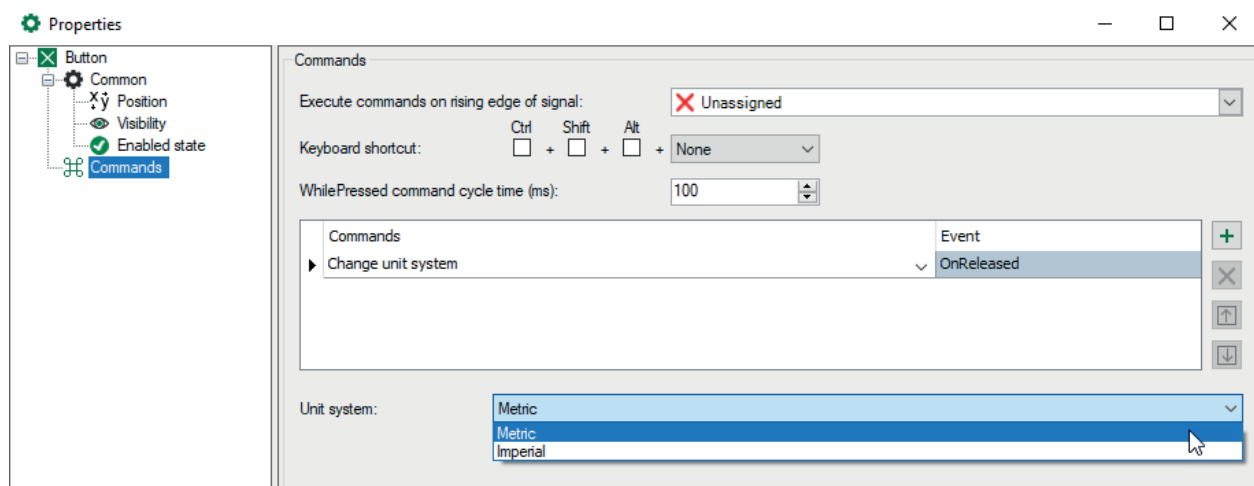 Properties
Button
Common
Position
Visibility
Enabled state
Commands
Commands
Execute commands on rising edge of signal: Unassigned
Ctrl Shift Alt
Keyboard shortcut: + + + None
WhilePressed command cycle time (ms): 100
Commands Event
Change unit system OnReleased
Unit system: Metric
Metric
Imperial